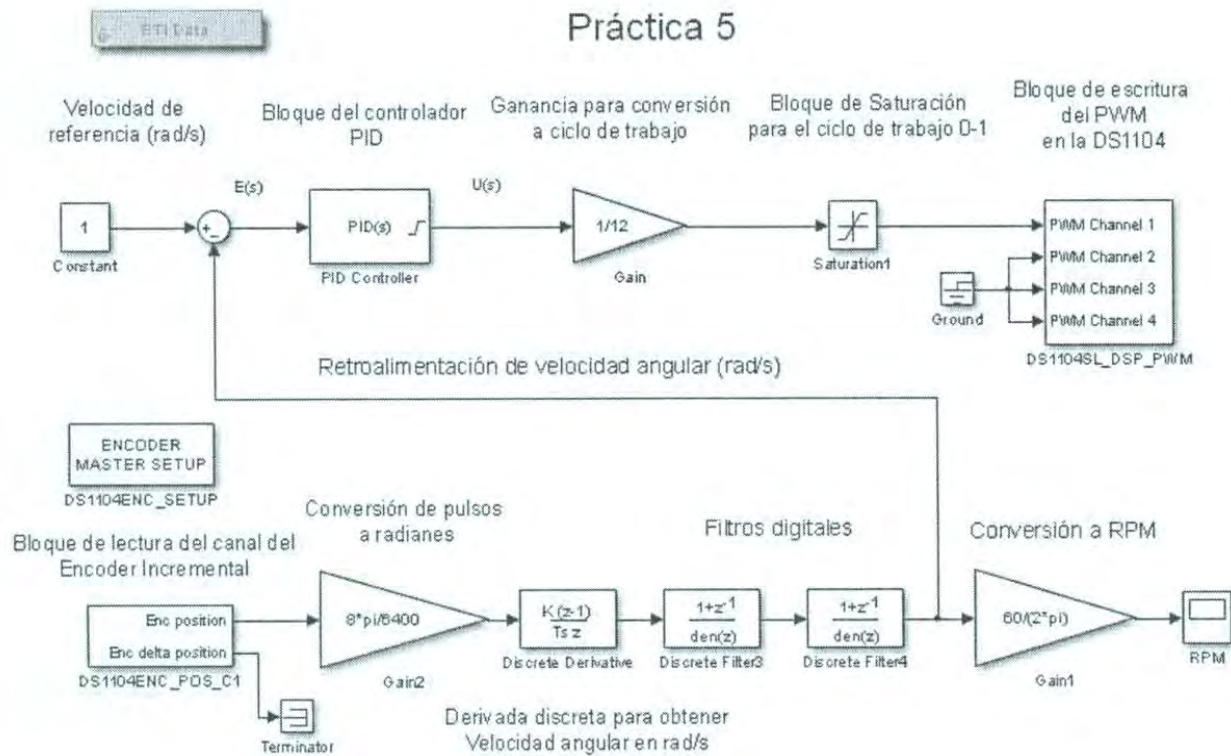 RTI Data
Práctica 5
Velocidad de
referencia (rad/s)
Bloque del controlador
PID
Ganancia para conversión
a ciclo de trabajo
Bloque de Saturación
para el ciclo de trabajo 0-1
Bloque de escritura
del PWM
en la DS1104
E(s)
U(s)
1
Constant
+
-
PID(s)
PID Controller
1/12
Gain
Saturation1
PWM Channel 1
PWM Channel 2
PWM Channel 3
PWM Channel 4
Ground
DS1104SL_DSP_PWM
Retroalimentación de velocidad angular (rad/s)
ENCODER
MASTER SETUP
DS1104ENC_SETUP
Bloque de lectura del canal del
Encoder Incremental
Conversión de pulsos
a radianes
Filtros digitales
Conversión a RPM
Enc position
Enc delta position
DS1104ENC_POS_C1
Terminator
8*pi/6400
Gain2
K (z-1)
Ts z
Discrete Derivative
1+z-1
den(z)
Discrete Filter3
1+z-1
den(z)
Discrete Filter4
60/(2*pi)
Gain1
RPM
Derivada discreta para obtener
Velocidad angular en rad/s